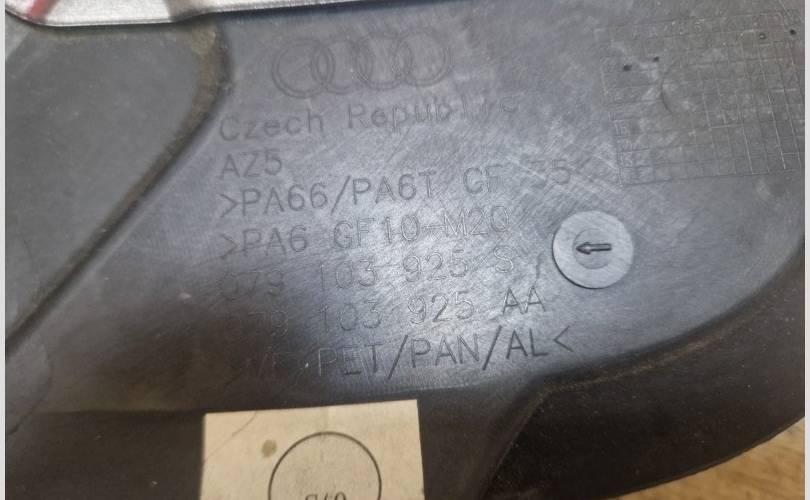 Czech Republic
AZ5
>PA66/PA6T GF 35
>PA6 GF10-M20
079 103 925 S
079 103 925 AA
/PET/PAN/AL<